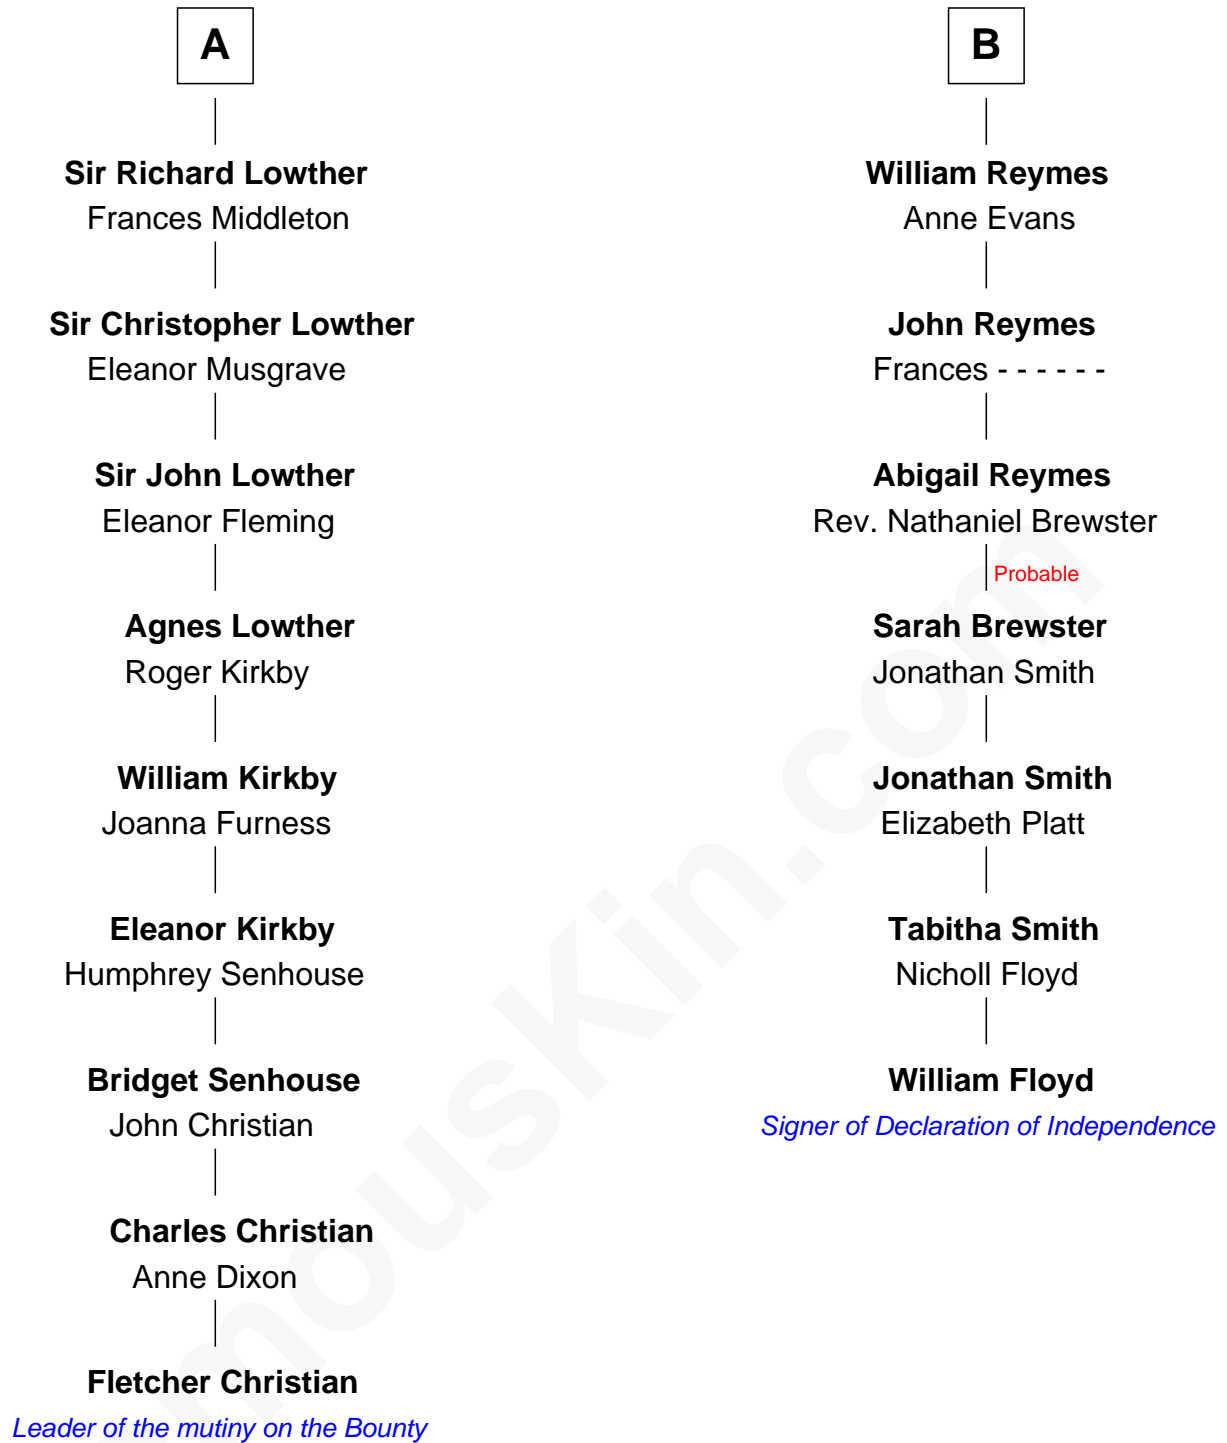 A
Sir Richard Lowther
Frances Middleton
Sir Christopher Lowther
Eleanor Musgrave
Sir John Lowther
Eleanor Fleming
Agnes Lowther
Roger Kirkby
William Kirkby
Joanna Furness
Eleanor Kirkby
Humphrey Senhouse
Bridget Senhouse
John Christian
Charles Christian
Anne Dixon
Fletcher Christian
Leader of the mutiny on the Bounty
B
William Reymes
Anne Evans
John Reymes
Frances - - - - - -
Abigail Reymes
Rev. Nathaniel Brewster
Probable
Sarah Brewster
Jonathan Smith
Jonathan Smith
Elizabeth Platt
Tabitha Smith
Nicholl Floyd
William Floyd
Signer of Declaration of Independence
mousKin.com